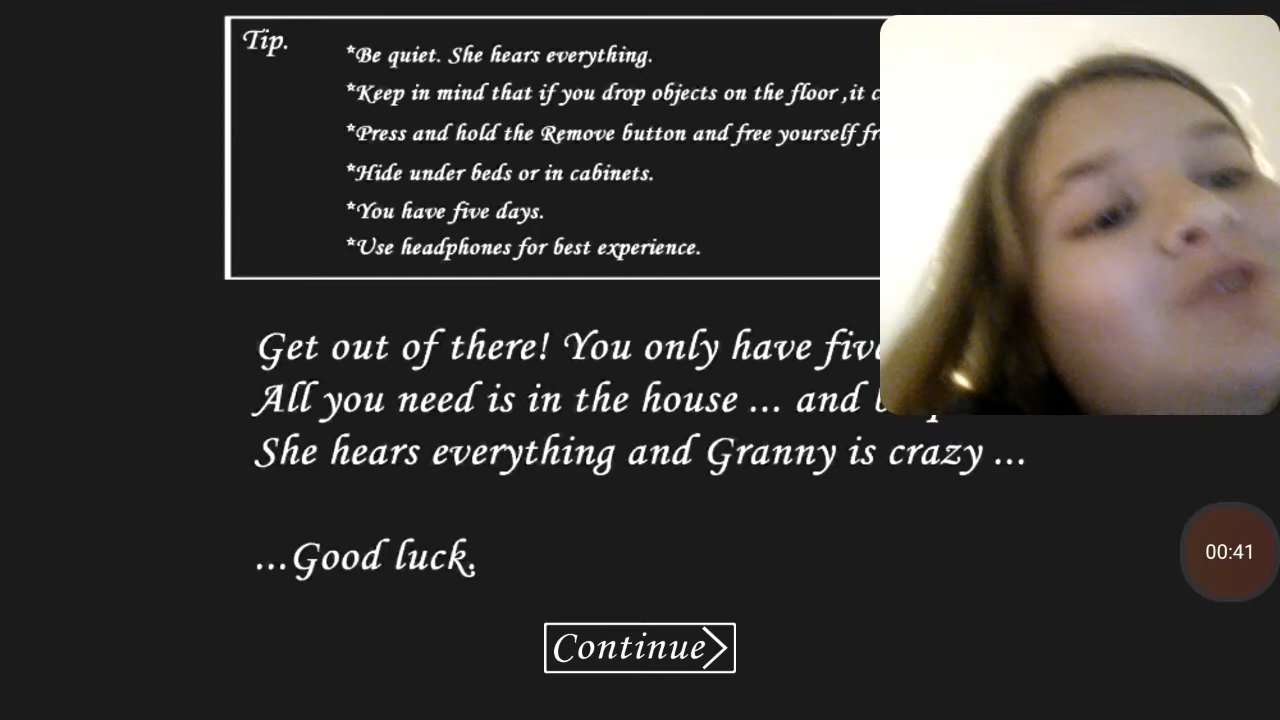 Tip.
*Be quiet. She hears everything.
*Keep in mind that if you drop objects on the floor ,it
*Press and hold the Remove button and free yourself
*Hide under beds or in cabinets.
*You have five days.
*Use headphones for best experience.
Get out of there! You only have five
All you need is in the house ... and
She hears everything and Granny is crazy ...
...Good luck.
Continue
00:41